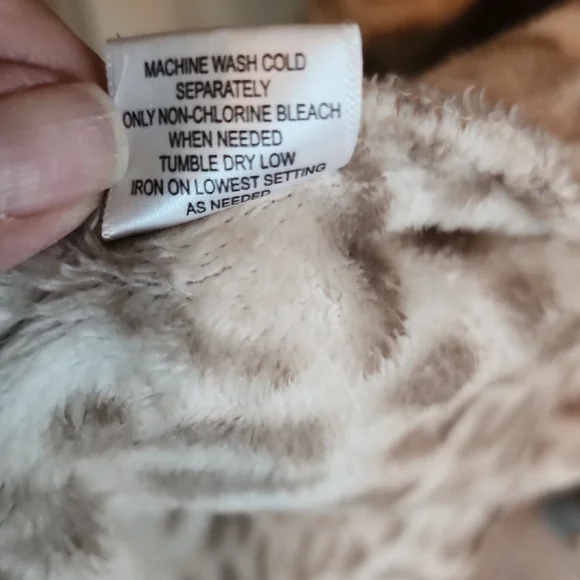 MACHINE WASH COLD
SEPARATELY
ONLY NON-CHLORINE BLEACH
WHEN NEEDED
TUMBLE DRY LOW
IRON ON LOWEST SETTING
AS NEEDED